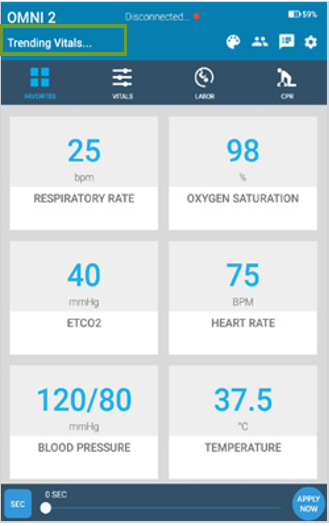 OMNI 2 Disconnected... 59%
Trending Vitals...
FAVORITES VITALS LABOR CPR
25 98
bpm %
RESPIRATORY RATE OXYGEN SATURATION
40 75
mmHg BPM
ETCO2 HEART RATE
120/80 37.5
mmHg °C
BLOOD PRESSURE TEMPERATURE
0 SEC
SEC APPLY
NOW